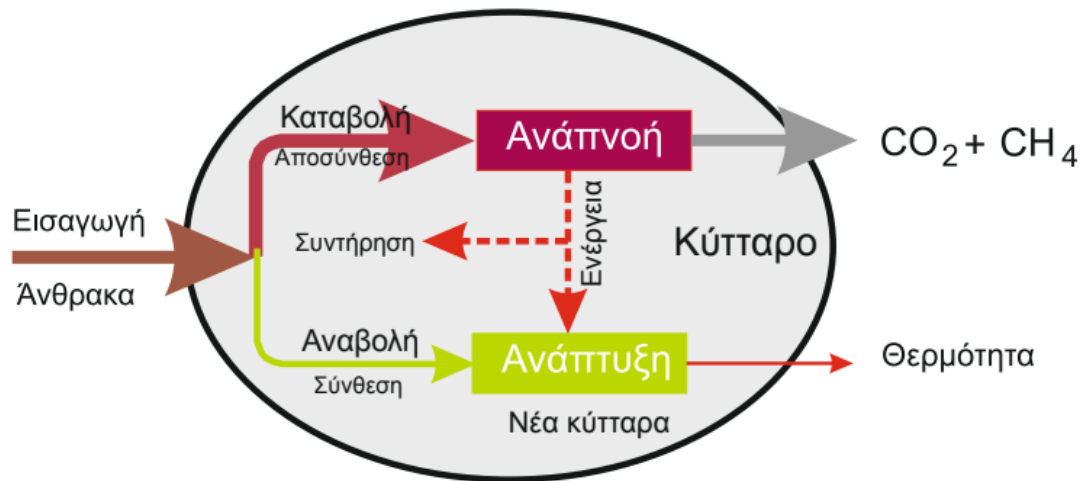 Καταβολή
Αποσύνθεση
Ανάπνοή
CO2 + CH4
Εισαγωγή
Άνθρακα
Συντήρηση
Ενέργεια
Κύτταρο
Αναβολή
Σύνθεση
Ανάπτυξη
Θερμότητα
Νέα κύτταρα